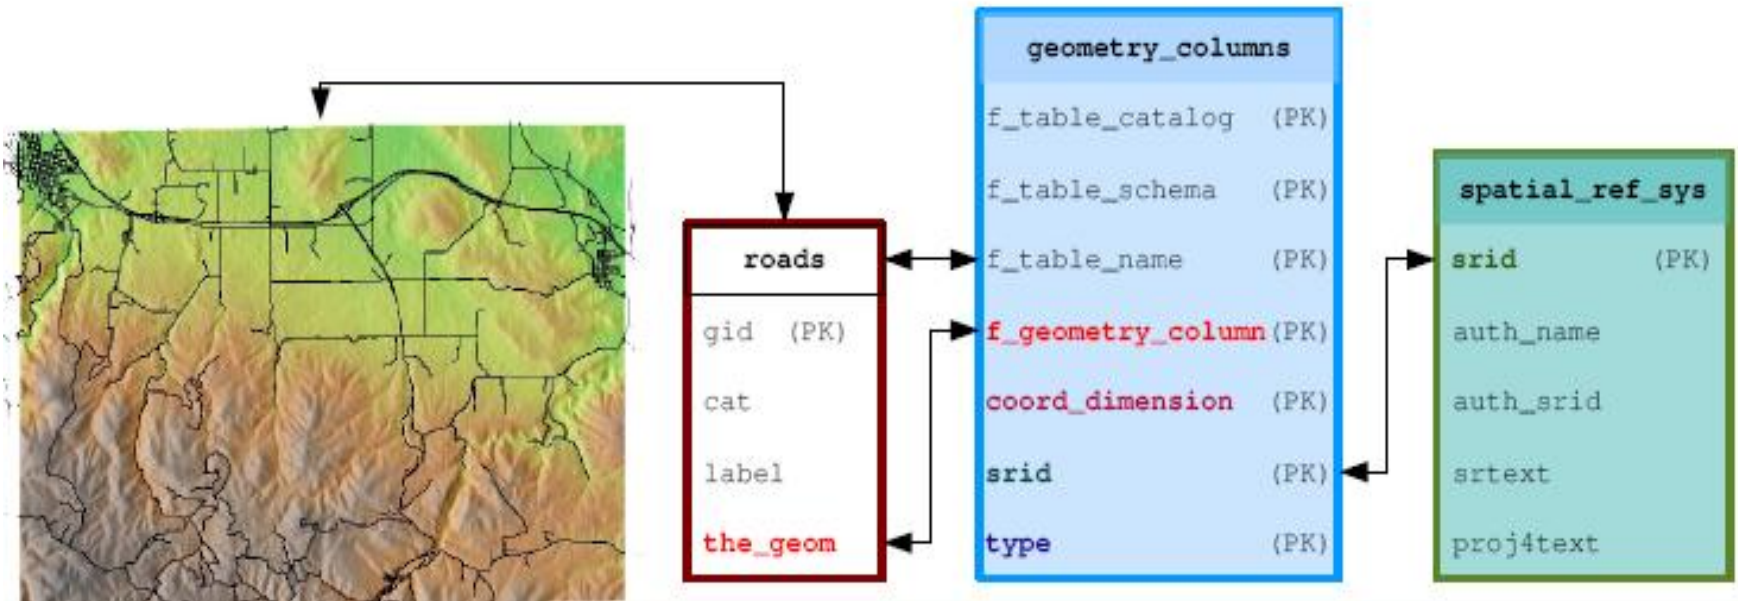 geometry_columns
f_table_catalog (PK)
f_table_schema (PK)
f_table_name (PK)
f_geometry_column (PK)
coord_dimension (PK)
srid (PK)
type (PK)
roads
gid (PK)
cat
label
the_geom
spatial_ref_sys
srid (PK)
auth_name
auth_srid
srtext
proj4text